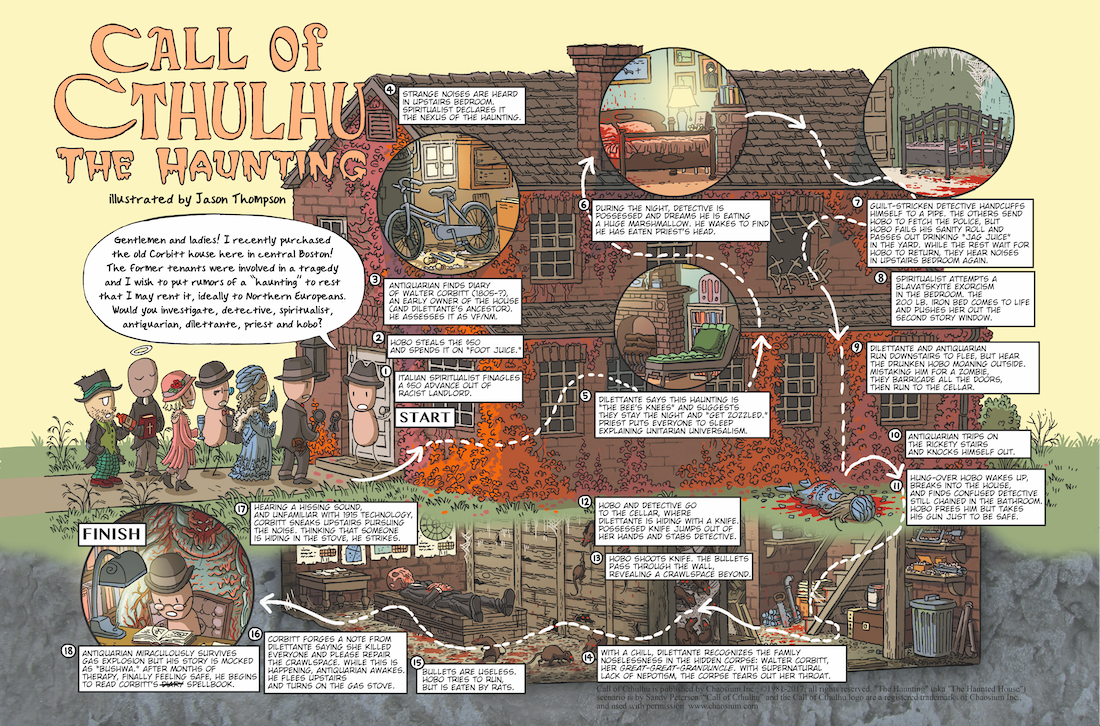 CALL OF
CTHULHU
THE HAUNTING
illustrated by Jason Thompson
Gentlemen and ladies! I recently purchased
the old Corbitt house here in central Boston!
The former tenants were involved in a tragedy
and I wish to put rumors of a "haunting" to rest
that I may rent it, ideally to Northern Europeans.
Would you investigate, detective, spiritualist,
antiquarian, dilettante, priest and hobo?
START
1
ITALIAN SPIRITUALIST FINAGLES
A $50 ADVANCE OUT OF
RACIST LANDLORD.
2
HOBO STEALS THE $50
AND SPENDS IT ON "FOOT JUICE."
3
ANTIQUARIAN FINDS DIARY
OF WALTER CORBITT (1805-?),
AN EARLY OWNER OF THE HOUSE
(AND DILETTANTE'S ANCESTOR).
HE ASSESSES IT AS VF/NM.
4
STRANGE NOISES ARE HEARD
IN UPSTAIRS BEDROOM.
SPIRITUALIST DECLARES IT
THE NEXUS OF THE HAUNTING.
5
DILETTANTE SAYS THIS HAUNTING IS
"THE BEE'S KNEES" AND SUGGESTS
THEY STAY THE NIGHT AND "GET ZOZZLED."
PRIEST PUTS EVERYONE TO SLEEP
EXPLAINING UNITARIAN UNIVERSALISM.
6
DURING THE NIGHT, DETECTIVE IS
POSSESSED AND DREAMS HE IS EATING
A HUGE MARSHMALLOW. HE WAKES TO FIND
HE HAS EATEN PRIEST'S HEAD.
7
GUILT-STRICKEN DETECTIVE HANDCUFFS
HIMSELF TO A PIPE. THE OTHERS SEND
HOBO TO FETCH THE POLICE, BUT
HOBO FAILS HIS SANITY ROLL AND
PASSES OUT DRINKING "JAG JUICE"
IN THE YARD. WHILE THE REST WAIT FOR
HOBO TO RETURN, THEY HEAR NOISES
IN UPSTAIRS BEDROOM AGAIN.
8
SPIRITUALIST ATTEMPTS A
BLAVATSKYITE EXORCISM
IN THE BEDROOM. THE
200 LB. IRON BED COMES TO LIFE
AND PUSHES HER OUT THE
SECOND STORY WINDOW.
9
DILETTANTE AND ANTIQUARIAN
RUN DOWNSTAIRS TO FLEE, BUT HEAR
THE DRUNKEN HOBO MOANING OUTSIDE.
MISTAKING HIM FOR A ZOMBIE,
THEY BARRICADE ALL THE DOORS,
THEN RUN TO THE CELLAR.
10
ANTIQUARIAN TRIPS ON
THE RICKETY STAIRS
AND KNOCKS HIMSELF OUT.
11
HUNG-OVER HOBO WAKES UP,
BREAKS INTO THE HOUSE,
AND FINDS CONFUSED DETECTIVE
STILL CHAINED IN THE BATHROOM.
HOBO FREES HIM BUT TAKES
HIS GUN JUST TO BE SAFE.
12
HOBO AND DETECTIVE GO
TO THE CELLAR, WHERE
DILETTANTE IS HIDING WITH A KNIFE.
POSSESSED KNIFE JUMPS OUT OF
HER HANDS AND STABS DETECTIVE.
13
HOBO SHOOTS KNIFE. THE BULLETS
PASS THROUGH THE WALL,
REVEALING A CRAWLSPACE BEYOND.
14
WITH A CHILL, DILETTANTE RECOGNIZES THE FAMILY
NOSELESSNESS IN THE HIDDEN CORPSE: WALTER CORBITT,
HER GREAT-GREAT-GRANDUNCLE. WITH SUPERNATURAL
LACK OF NEPOTISM, THE CORPSE TEARS OUT HER THROAT.
15
BULLETS ARE USELESS.
HOBO TRIES TO RUN,
BUT IS EATEN BY RATS.
16
CORBITT FORGES A NOTE FROM
DILETTANTE SAYING SHE KILLED
EVERYONE AND PLEASE REPAIR
THE CRAWLSPACE. WHILE THIS IS
HAPPENING, ANTIQUARIAN AWAKES.
HE FLEES UPSTAIRS
AND TURNS ON THE GAS STOVE.
17
HEARING A HISSING SOUND,
AND UNFAMILIAR WITH 1915 TECHNOLOGY,
CORBITT SNEAKS UPSTAIRS PURSUING
THE NOISE. THINKING THAT SOMEONE
IS HIDING IN THE STOVE, HE STRIKES.
FINISH
18
ANTIQUARIAN MIRACULOUSLY SURVIVES
GAS EXPLOSION BUT HIS STORY IS MOCKED
AS "BUSHWA." AFTER MONTHS OF
THERAPY, FINALLY FEELING SAFE, HE BEGINS
TO READ CORBITT'S DIARY SPELLBOOK.
Call of Cthulhu is published by Chaosium Inc., ©1981-2017, all rights reserved. "The Haunting" (aka "The Haunted House")
scenario is by Sandy Petersen. "Call of Cthulhu" and the Call of Cthulhu logo are a registered trademarks of Chaosium Inc.,
and used with permission. www.chaosium.com